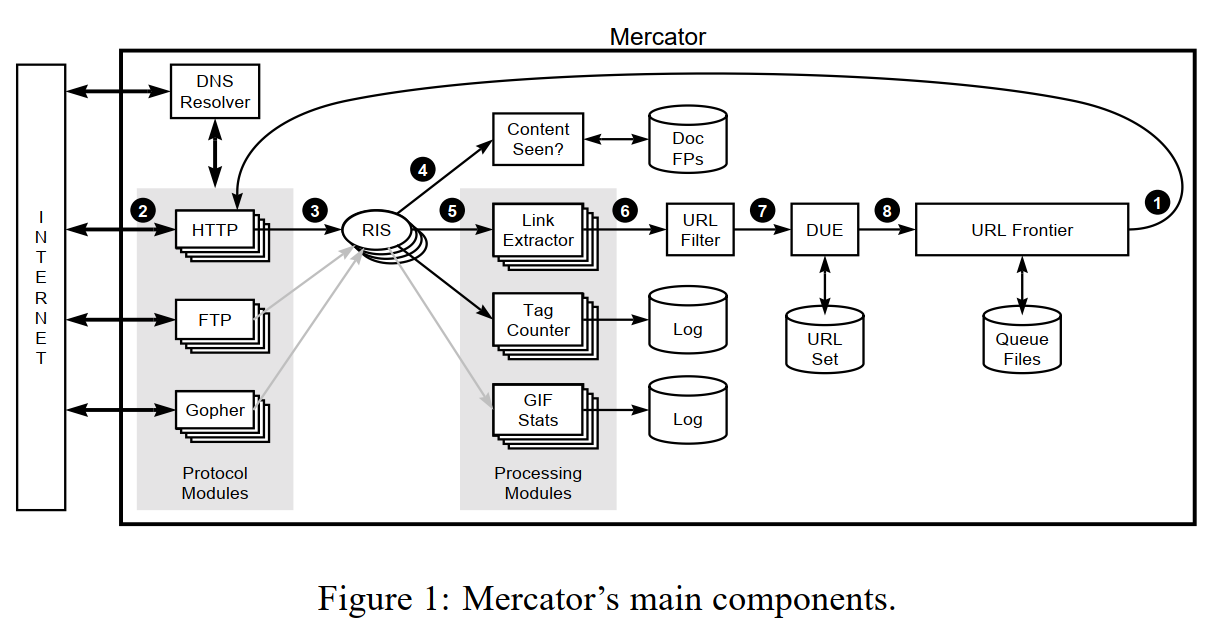 Mercator
INTERNET
DNS
Resolver
Content
Seen?
Doc
FPs
4
2
HTTP
3
RIS
5
Link
Extractor
6
URL
Filter
7
DUE
8
URL Frontier
1
FTP
Tag
Counter
Log
URL
Set
Queue
Files
Gopher
GIF
Stats
Log
Protocol
Modules
Processing
Modules
Figure 1: Mercator's main components.